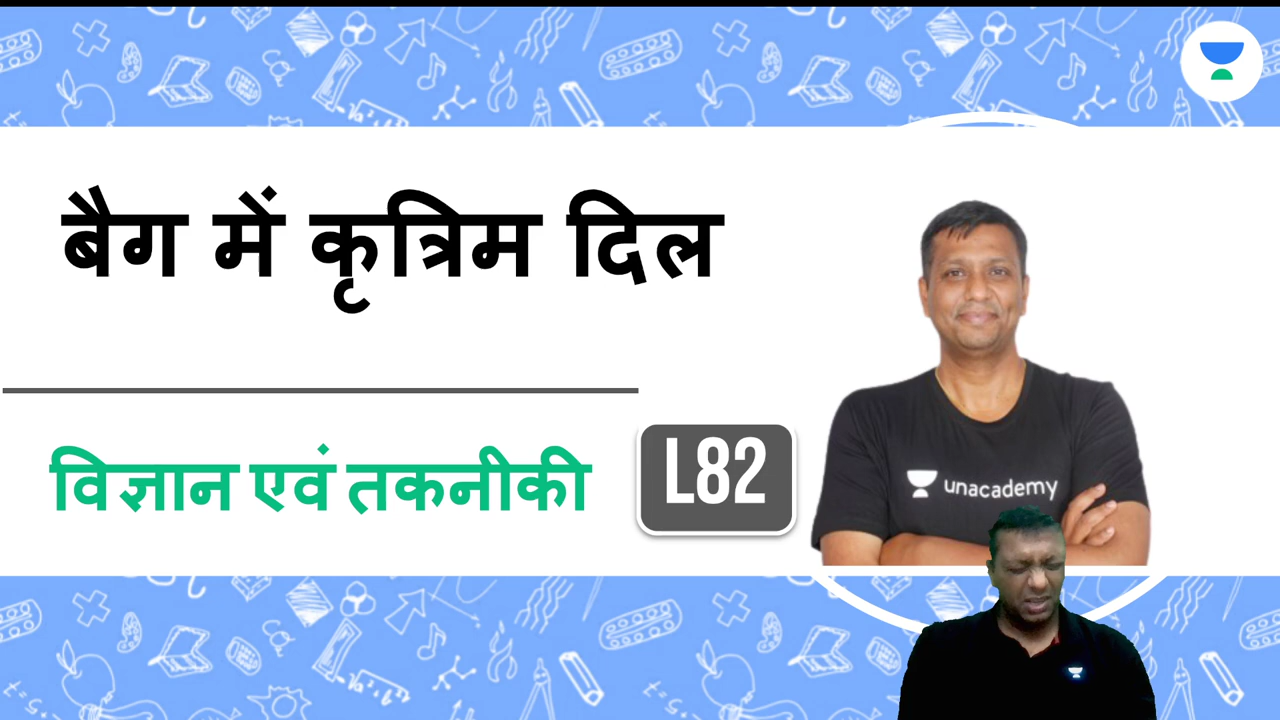 बैग में कृत्रिम दिल
विज्ञान एवं तकनीकी
L82
unacademy